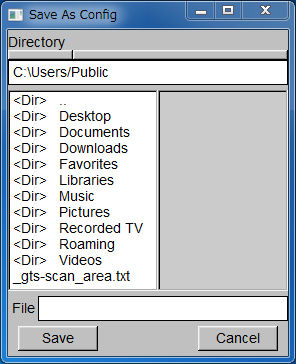 Save As Config
Directory
C:\Users/Public
<Dir> ..
<Dir> Desktop
<Dir> Documents
<Dir> Downloads
<Dir> Favorites
<Dir> Libraries
<Dir> Music
<Dir> Pictures
<Dir> Recorded TV
<Dir> Roaming
<Dir> Videos
_gts-scan_area.txt
File
Save Cancel